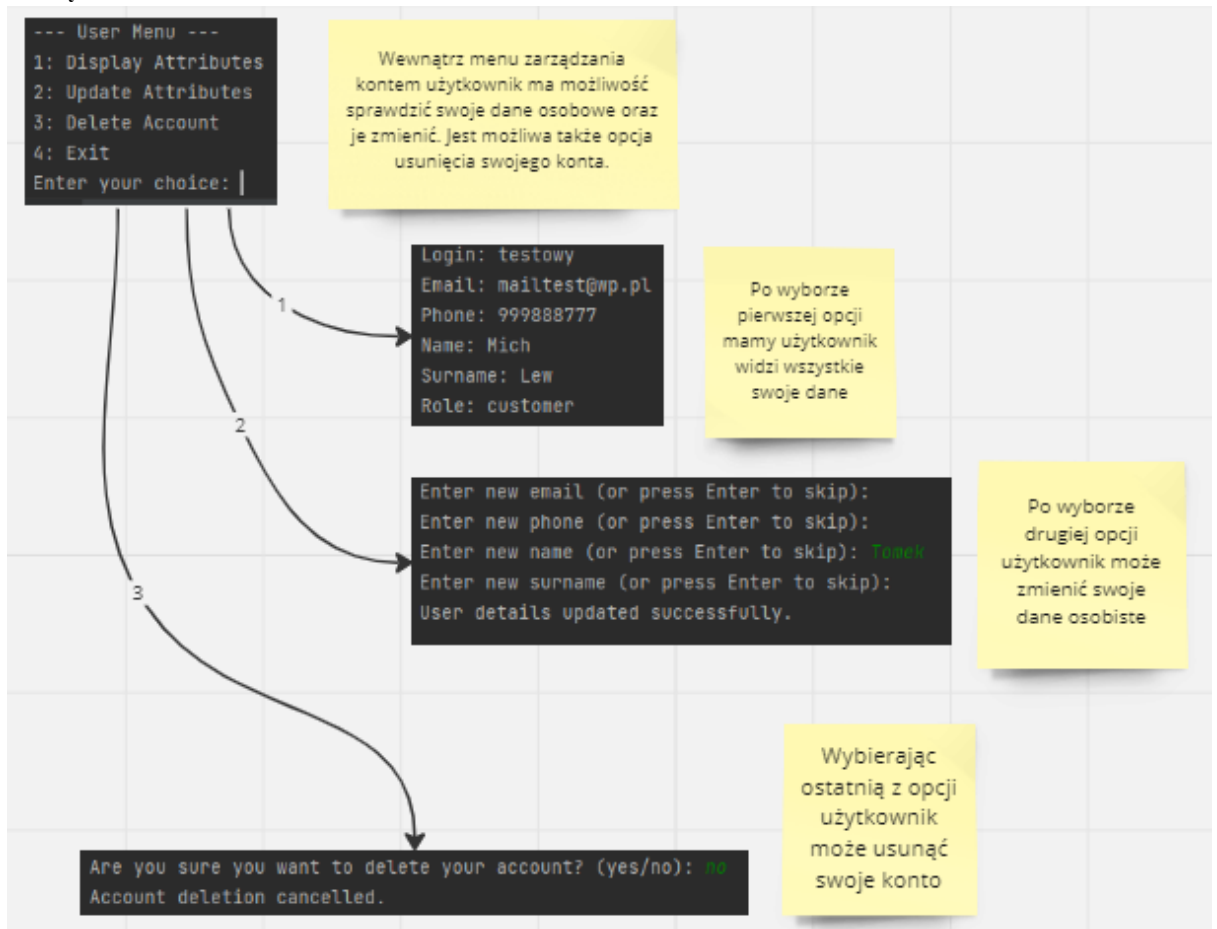 --- User Menu ---
1: Display Attributes
2: Update Attributes
3: Delete Account
4: Exit
Enter your choice:
Wewnątrz menu zarządzania
kontem użytkownik ma możliwość
sprawdzić swoje dane osobowe oraz
je zmienić. Jest możliwa także opcja
usunięcia swojego konta.
1
Login: testowy
Email: mailtest@wp.pl
Phone: 999888777
Name: Mich
Surname: Lew
Role: customer
Po wyborze
pierwszej opcji
mamy użytkownik
widzi wszystkie
swoje dane
2
Enter new email (or press Enter to skip):
Enter new phone (or press Enter to skip):
Enter new name (or press Enter to skip): Tomek
Enter new surname (or press Enter to skip):
User details updated successfully.
Po wyborze
drugiej opcji
użytkownik może
zmienić swoje
dane osobiste
3
Wybierając
ostatnią z opcji
użytkownik
może usunąć
swoje konto
Are you sure you want to delete your account? (yes/no): no
Account deletion cancelled.